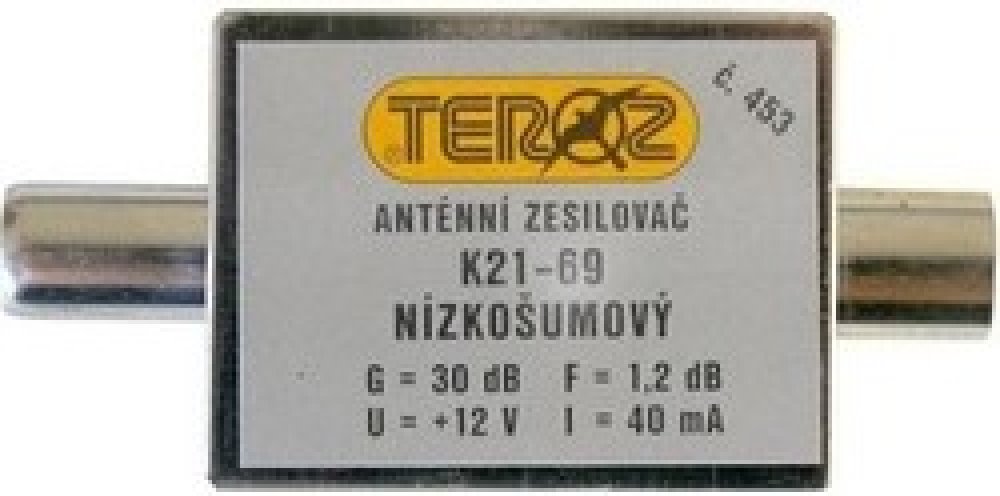 TEROZ
®
č. 453
ANTÉNNÍ ZESILOVAČ
K21-69
NÍZKOŠUMOVÝ
G = 30 dB F = 1,2 dB
U = +12 V I = 40 mA